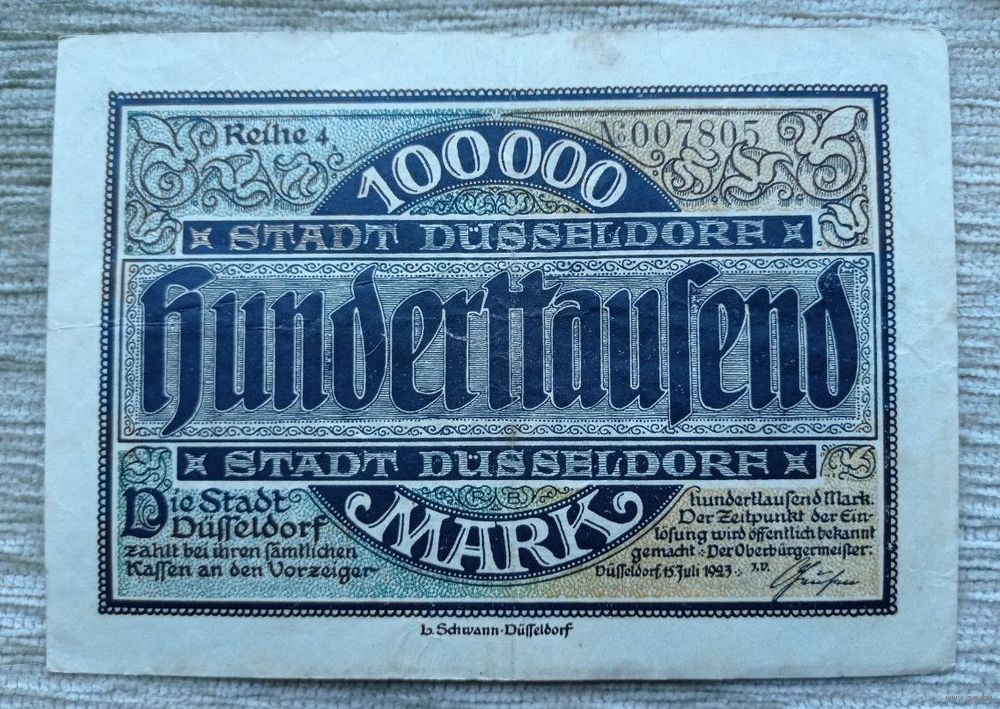 Reihe 4
№ 007805
100000
STADT DÜSSELDORF
Hunderttauſend
STADT DÜSSELDORF
MARK
Die Stadt
Düſſeldorf
zahlt bei ihren ſämtlichen
Kaſſen an den Vorzeiger
hunderttauſend Mark.
Der Zeitpunkt der Ein-
löſung wird öffentlich bekannt
gemacht : Der Oberbürgermeiſter:
Düſſeldorf, 15. Juli 1923 : J.V.
L. Schwann · Düſſeldorf